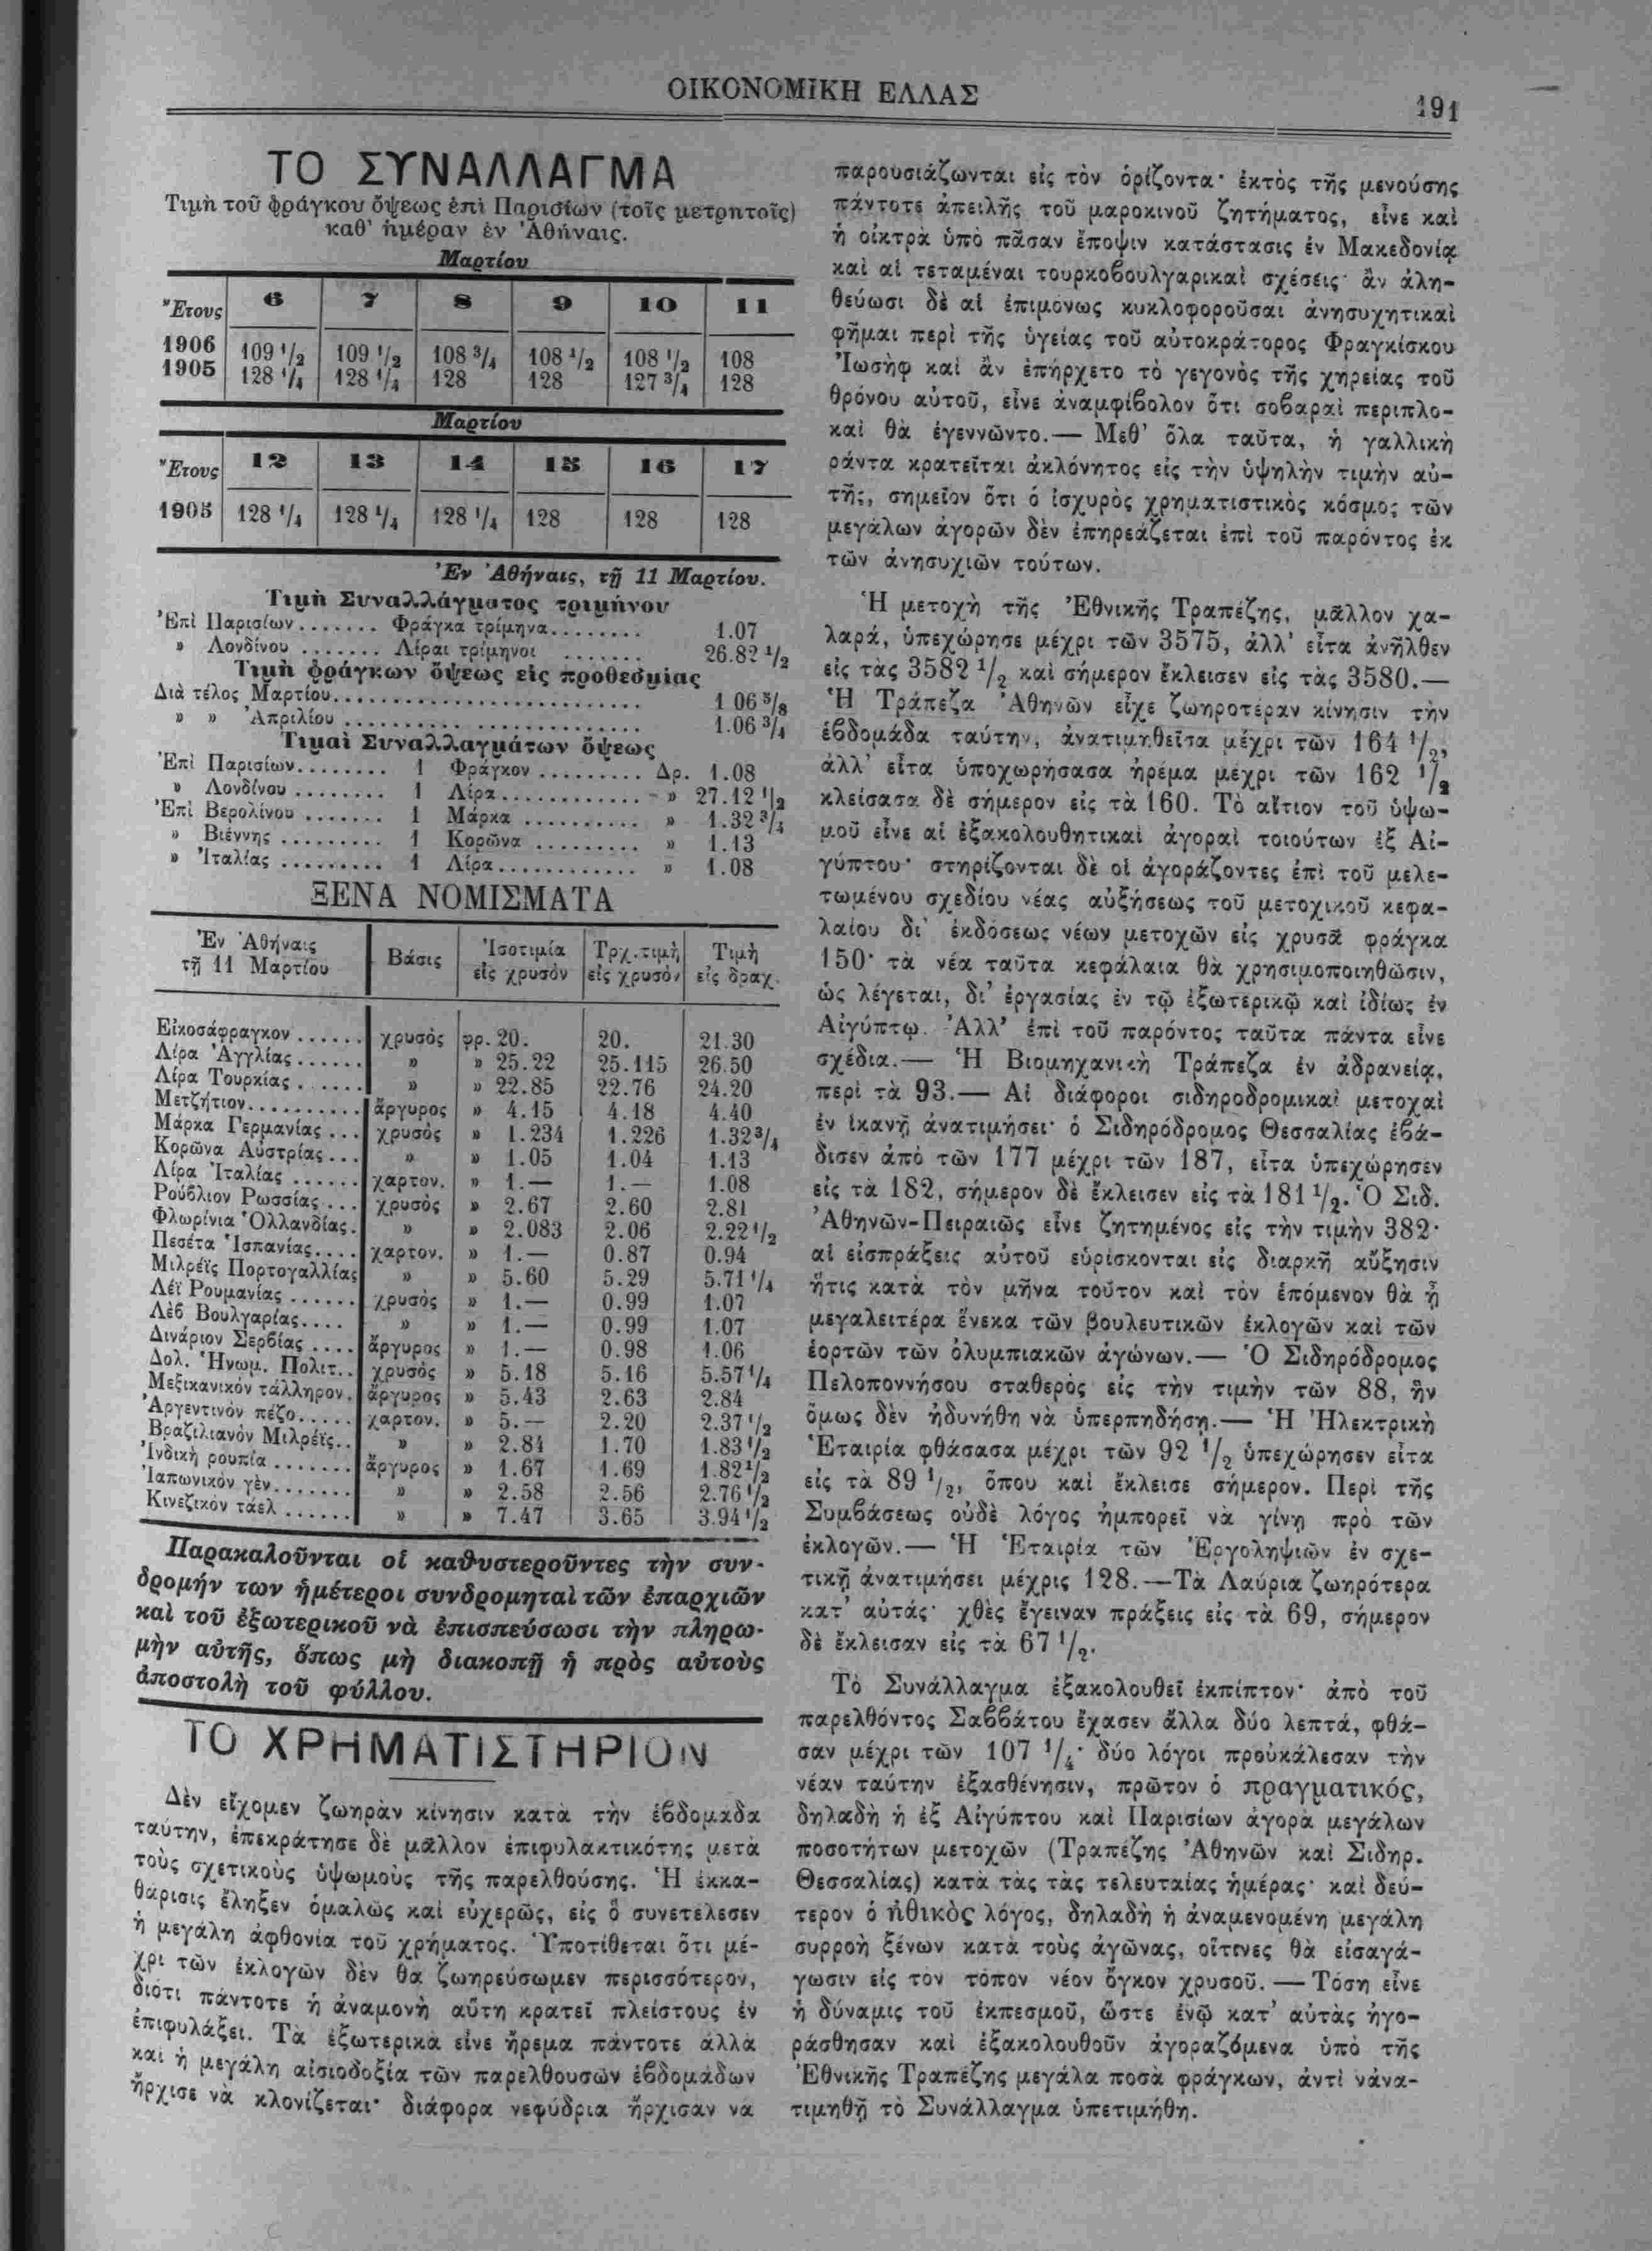 ΟΙΚΟΝΟΜΙΚΗ ΕΛΛΑΣ
191
ΤΟ ΣΥΝΑΛΛΑΓΜΑ
Τιμὴ τοῦ φράγκου ὄψεως ἐπὶ Παρισίων (τοῖς μετρητοῖς)
καθ' ἡμέραν ἐν Ἀθήναις.
Μαρτίου
Ἔτους 6 7 8 9 10 11
1906 109 1/2 109 1/2 108 3/4 108 1/2 108 1/2 108
1905 128 1/4 128 1/4 128 128 127 3/4 128
Μαρτίου
Ἔτους 12 13 14 15 16 17
1905 128 1/4 128 1/4 128 1/4 128 128 128
Ἐν Ἀθήναις, τῇ 11 Μαρτίου.
Τιμὴ Συναλλάγματος τριμήνου
Ἐπὶ Παρισίων....... Φράγκα τρίμηνα........ 1.07
» Λονδίνου ....... Λίραι τρίμηνοι ....... 26.82 1/2
Τιμὴ φράγκων ὄψεως εἰς προθεσμίας
Διὰ τέλος Μαρτίου............................ 1 06 5/8
» » Ἀπριλίου ............................ 1.06 3/4
Τιμαὶ Συναλλαγμάτων ὄψεως
Ἐπὶ Παρισίων........ 1 Φράγκον ......... Δρ. 1.08
» Λονδίνου ........ 1 Λίρα............. » 27.12 1/2
Ἐπὶ Βερολίνου ....... 1 Μάρκα .......... » 1.32 3/4
» Βιέννης ......... 1 Κορῶνα ......... » 1.13
» Ἰταλίας ......... 1 Λίρα............ » 1.08
ΞΕΝΑ ΝΟΜΙΣΜΑΤΑ
Ἐν Ἀθήναις τῇ 11 Μαρτίου Βάσις Ἰσοτιμία εἰς χρυσὸν Τρχ. τιμὴ εἰς χρυσὸν Τιμὴ εἰς δραχ.
Εἰκοσάφραγκον...... χρυσὸς φρ. 20. 20. 21.30
Λίρα Ἀγγλίας...... » » 25.22 25.115 26.50
Λίρα Τουρκίας...... » » 22.85 22.76 24.20
Μετζήτιον.......... ἄργυρος » 4.15 4.18 4.40
Μάρκα Γερμανίας... χρυσὸς » 1.234 1.226 1.32 3/4
Κορῶνα Αὐστρίας... » » 1.05 1.04 1.13
Λίρα Ἰταλίας ...... χαρτον. » 1.— 1.— 1.08
Ρούβλιον Ρωσσίας... χρυσὸς » 2.67 2.60 2.81
Φλωρίνια Ὁλλανδίας. » » 2.083 2.06 2.22 1/2
Πεσέτα Ἱσπανίας.... χαρτον. » 1.— 0.87 0.94
Μιλρέϊς Πορτογαλλίας » » 5.60 5.29 5.71 1/4
Λέϊ Ρουμανίας ...... χρυσὸς » 1.— 0.99 1.07
Λὲβ Βουλγαρίας.... » » 1.— 0.99 1.07
Δινάριον Σερβίας .... ἄργυρος » 1.— 0.98 1.06
Δολ. Ἡνωμ. Πολιτ.. χρυσὸς » 5.18 5.16 5.57 1/4
Μεξικανικόν τάλληρον. ἄργυρος » 5.43 2.63 2.84
Ἀργεντινὸν πέζο..... χαρτον. » 5.— 2.20 2.37 1/2
Βραζιλιανὸν Μιλρέϊς.. » » 2.84 1.70 1.83 1/2
Ἰνδικὴ ρουπία ....... ἄργυρος » 1.67 1.69 1.82 1/2
Ἰαπωνικόν γὲν....... » » 2.58 2.56 2.76 1/2
Κινεζικόν τάελ ...... » » 7.47 3.65 3.94 1/2
Παρακαλοῦνται οἱ καθυστεροῦντες τὴν συν-
δρομήν των ἡμέτεροι συνδρομηταὶ τῶν ἐπαρχιῶν
καὶ τοῦ ἐξωτερικοῦ νὰ ἐπισπεύσωσι τὴν πληρω-
μὴν αὐτῆς, ὅπως μὴ διακοπῇ ἡ πρὸς αὐτοὺς
ἀποστολὴ τοῦ φύλλου.
ΤΟ ΧΡΗΜΑΤΙΣΤΗΡΙΟΝ
Δὲν εἴχομεν ζωηρὰν κίνησιν κατὰ τὴν ἑβδομάδα
ταύτην, ἐπεκράτησε δὲ μᾶλλον ἐπιφυλακτικότης μετὰ
τοὺς σχετικοὺς ὑψωμοὺς τῆς παρελθούσης. Ἡ ἐκκα-
θάρισις ἔληξεν ὁμαλῶς καὶ εὐχερῶς, εἰς ὃ συνετέλεσεν
ἡ μεγάλη ἀφθονία τοῦ χρήματος. Ὑποτίθεται ὅτι μέ-
χρι τῶν ἐκλογῶν δὲν θὰ ζωηρεύσωμεν περισσότερον,
διότι πάντοτε ἡ ἀναμονὴ αὕτη κρατεῖ πλείστους ἐν
ἐπιφυλάξει. Τὰ ἐξωτερικὰ εἶνε ἤρεμα πάντοτε ἀλλὰ
καὶ ἡ μεγάλη αἰσιοδοξία τῶν παρελθουσῶν ἑβδομάδων
ἤρχισε νὰ κλονίζεται· διάφορα νεφύδρια ἤρχισαν νὰ
παρουσιάζωνται εἰς τὸν ὁρίζοντα· ἐκτὸς τῆς μενούσης
πάντοτε ἀπειλῆς τοῦ μαροκινοῦ ζητήματος, εἶνε καὶ
ἡ οἰκτρὰ ὑπὸ πᾶσαν ἔποψιν κατάστασις ἐν Μακεδονίᾳ
καὶ αἱ τεταμέναι τουρκοβουλγαρικαὶ σχέσεις· ἂν ἀλη-
θεύωσι δὲ αἱ ἐπιμόνως κυκλοφοροῦσαι ἀνησυχητικαὶ
φῆμαι περὶ τῆς ὑγείας τοῦ αὐτοκράτορος Φραγκίσκου
Ἰωσὴφ καὶ ἂν ἐπήρχετο τὸ γεγονὸς τῆς χηρείας τοῦ
θρόνου αὐτοῦ, εἶνε ἀναμφίβολον ὅτι σοβαραὶ περιπλο-
καὶ θὰ ἐγεννῶντο.— Μεθ' ὅλα ταῦτα, ἡ γαλλικὴ
ράντα κρατεῖται ἀκλόνητος εἰς τὴν ὑψηλὴν τιμὴν αὐ-
τῆς, σημεῖον ὅτι ὁ ἰσχυρὸς χρηματιστικὸς κόσμος τῶν
μεγάλων ἀγορῶν δὲν ἐπηρεάζεται ἐπὶ τοῦ παρόντος ἐκ
τῶν ἀνησυχιῶν τούτων.
Ἡ μετοχὴ τῆς Ἐθνικῆς Τραπέζης, μᾶλλον χα-
λαρά, ὑπεχώρησε μέχρι τῶν 3575, ἀλλ' εἶτα ἀνῆλθεν
εἰς τὰς 3582 1/2 καὶ σήμερον ἔκλεισεν εἰς τὰς 3580.—
Ἡ Τράπεζα Ἀθηνῶν εἶχε ζωηροτέραν κίνησιν τὴν
ἑβδομάδα ταύτην, ἀνατιμηθεῖσα μέχρι τῶν 164 1/2,
ἀλλ' εἶτα ὑποχωρήσασα ἠρέμα μέχρι τῶν 162 1/2
κλείσασα δὲ σήμερον εἰς τὰ 160. Τὸ αἴτιον τοῦ ὑψω-
μοῦ εἶνε αἱ ἐξακολουθητικαὶ ἀγοραὶ τοιούτων ἐξ Αἰ-
γύπτου· στηρίζονται δὲ οἱ ἀγοράζοντες ἐπὶ τοῦ μελε-
τωμένου σχεδίου νέας αὐξήσεως τοῦ μετοχικοῦ κεφα-
λαίου δι' ἐκδόσεως νέων μετοχῶν εἰς χρυσᾶ φράγκα
150· τὰ νέα ταῦτα κεφάλαια θὰ χρησιμοποιηθῶσιν,
ὡς λέγεται, δι' ἐργασίας ἐν τῷ ἐξωτερικῷ καὶ ἰδίως ἐν
Αἰγύπτῳ. Ἀλλ' ἐπὶ τοῦ παρόντος ταῦτα πάντα εἶνε
σχέδια.— Ἡ Βιομηχανικὴ Τράπεζα ἐν ἀδρανείᾳ,
περὶ τὰ 93.— Αἱ διάφοροι σιδηροδρομικαὶ μετοχαὶ
ἐν ἱκανῇ ἀνατιμήσει· ὁ Σιδηρόδρομος Θεσσαλίας ἐβά-
δισεν ἀπὸ τῶν 177 μέχρι τῶν 187, εἶτα ὑπεχώρησεν
εἰς τὰ 182, σήμερον δὲ ἔκλεισεν εἰς τὰ 181 1/2. Ὁ Σιδ.
Ἀθηνῶν-Πειραιῶς εἶνε ζητημένος εἰς τὴν τιμὴν 382·
αἱ εἰσπράξεις αὐτοῦ εὑρίσκονται εἰς διαρκῆ αὔξησιν
ἥτις κατὰ τὸν μῆνα τοῦτον καὶ τὸν ἑπόμενον θὰ ᾖ
μεγαλειτέρα ἕνεκα τῶν βουλευτικῶν ἐκλογῶν καὶ τῶν
ἑορτῶν τῶν ὀλυμπιακῶν ἀγώνων.— Ὁ Σιδηρόδρομος
Πελοποννήσου σταθερὸς εἰς τὴν τιμὴν τῶν 88, ἣν
ὅμως δὲν ἠδυνήθη νὰ ὑπερπηδήσῃ.— Ἡ Ἠλεκτρικὴ
Ἑταιρία φθάσασα μέχρι τῶν 92 1/2 ὑπεχώρησεν εἶτα
εἰς τὰ 89 1/2, ὅπου καὶ ἔκλεισε σήμερον. Περὶ τῆς
Συμβάσεως οὐδὲ λόγος ἠμπορεῖ νὰ γίνῃ πρὸ τῶν
ἐκλογῶν.— Ἡ Ἑταιρία τῶν Ἐργοληψιῶν ἐν σχε-
τικῇ ἀνατιμήσει μέχρις 128.—Τὰ Λαύρια ζωηρότερα
κατ' αὐτάς· χθὲς ἔγειναν πράξεις εἰς τὰ 69, σήμερον
δὲ ἔκλεισαν εἰς τὰ 67 1/2.
Τὸ Συνάλλαγμα ἐξακολουθεῖ ἐκπίπτον· ἀπὸ τοῦ
παρελθόντος Σαββάτου ἔχασεν ἄλλα δύο λεπτά, φθά-
σαν μέχρι τῶν 107 1/4· δύο λόγοι προὐκάλεσαν τὴν
νέαν ταύτην ἐξασθένησιν, πρῶτον ὁ πραγματικός,
δηλαδὴ ἡ ἐξ Αἰγύπτου καὶ Παρισίων ἀγορὰ μεγάλων
ποσοτήτων μετοχῶν (Τραπέζης Ἀθηνῶν καὶ Σιδηρ.
Θεσσαλίας) κατὰ τὰς τὰς τελευταίας ἡμέρας· καὶ δεύ-
τερον ὁ ἠθικὸς λόγος, δηλαδὴ ἡ ἀναμενομένη μεγάλη
συρροὴ ξένων κατὰ τοὺς ἀγῶνας, οἵτινες θὰ εἰσαγά-
γωσιν εἰς τὸν τόπον νέον ὄγκον χρυσοῦ.— Τόση εἶνε
ἡ δύναμις τοῦ ἐκπεσμοῦ, ὥστε ἐνῷ κατ' αὐτὰς ἠγο-
ράσθησαν καὶ ἐξακολουθοῦν ἀγοραζόμενα ὑπὸ τῆς
Ἐθνικῆς Τραπέζης μεγάλα ποσὰ φράγκων, ἀντὶ νἀνα-
τιμηθῇ τὸ Συνάλλαγμα ὑπετιμήθη.